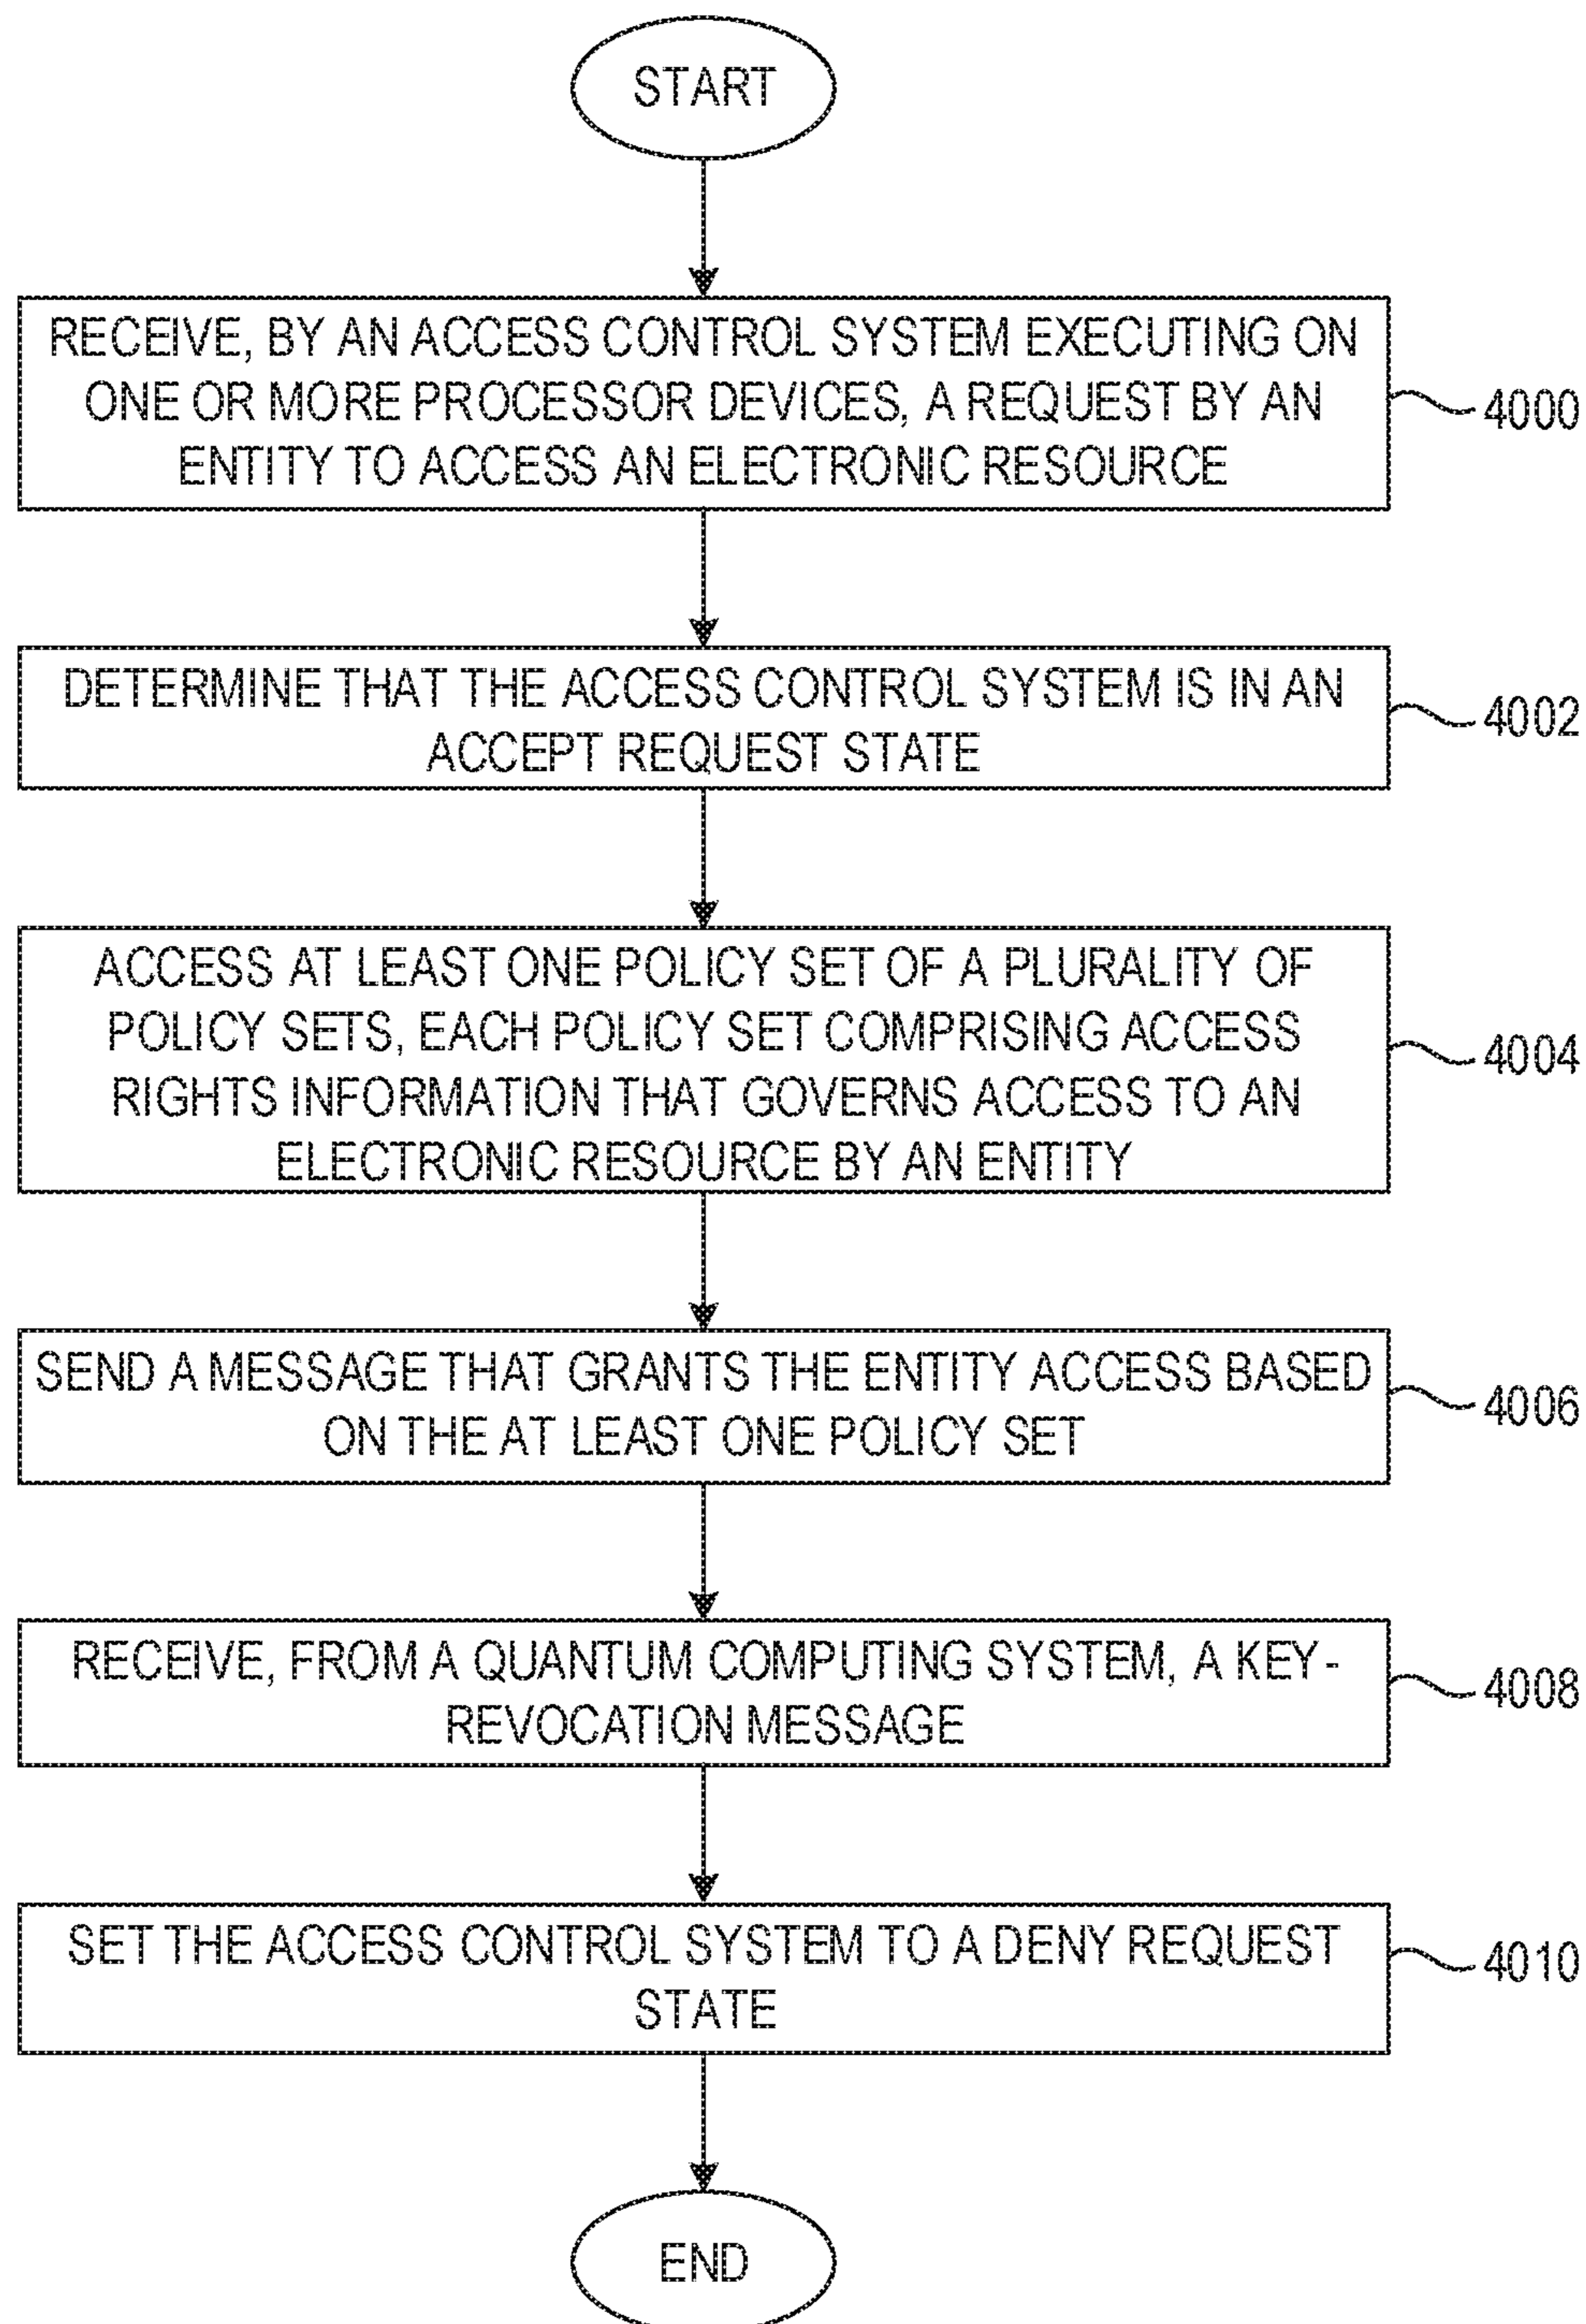 START
RECEIVE, BY AN ACCESS CONTROL SYSTEM EXECUTING ON
ONE OR MORE PROCESSOR DEVICES, A REQUEST BY AN
ENTITY TO ACCESS AN ELECTRONIC RESOURCE
4000
DETERMINE THAT THE ACCESS CONTROL SYSTEM IS IN AN
ACCEPT REQUEST STATE
4002
ACCESS AT LEAST ONE POLICY SET OF A PLURALITY OF
POLICY SETS, EACH POLICY SET COMPRISING ACCESS
RIGHTS INFORMATION THAT GOVERNS ACCESS TO AN
ELECTRONIC RESOURCE BY AN ENTITY
4004
SEND A MESSAGE THAT GRANTS THE ENTITY ACCESS BASED
ON THE AT LEAST ONE POLICY SET
4006
RECEIVE, FROM A QUANTUM COMPUTING SYSTEM, A KEY-
REVOCATION MESSAGE
4008
SET THE ACCESS CONTROL SYSTEM TO A DENY REQUEST
STATE
4010
END